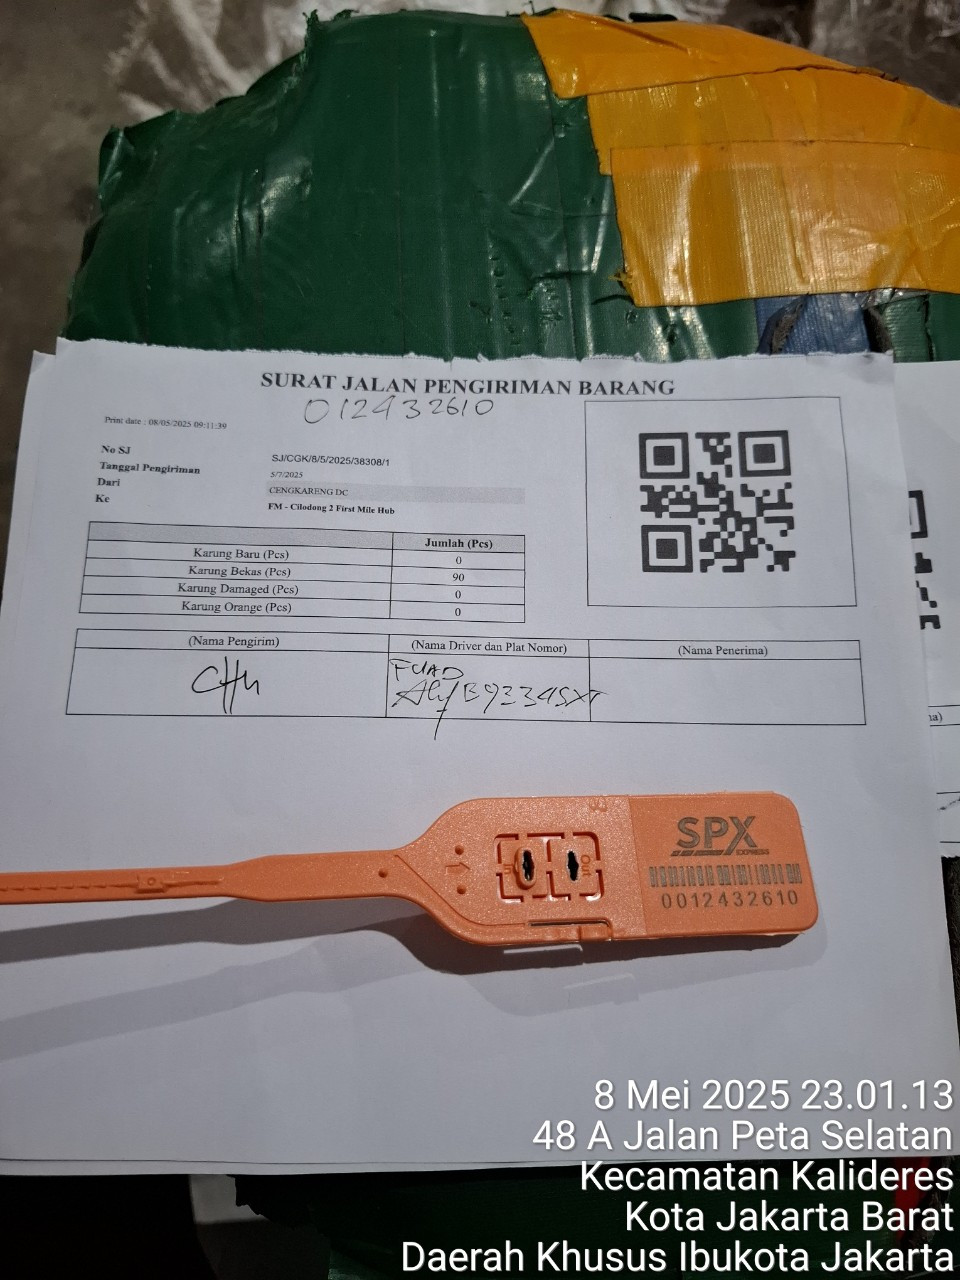 SURAT JALAN PENGIRIMAN BARANG
012432610
Print date : 08/05/2025 09:11:39
No SJ SJ/CGK/8/5/2025/38308/1
Tanggal Pengiriman 5/7/2025
Dari CENGKARENG DC
Ke FM - Cilodong 2 First Mile Hub
Jumlah (Pcs)
Karung Baru (Pcs) 0
Karung Bekas (Pcs) 90
Karung Damaged (Pcs) 0
Karung Orange (Pcs) 0
(Nama Pengirim) (Nama Driver dan Plat Nomor) (Nama Penerima)
FUAD
B9234SXT
SPX
EXPRESS
0012432610
8 Mei 2025 23.01.13
48 A Jalan Peta Selatan
Kecamatan Kalideres
Kota Jakarta Barat
Daerah Khusus Ibukota Jakarta